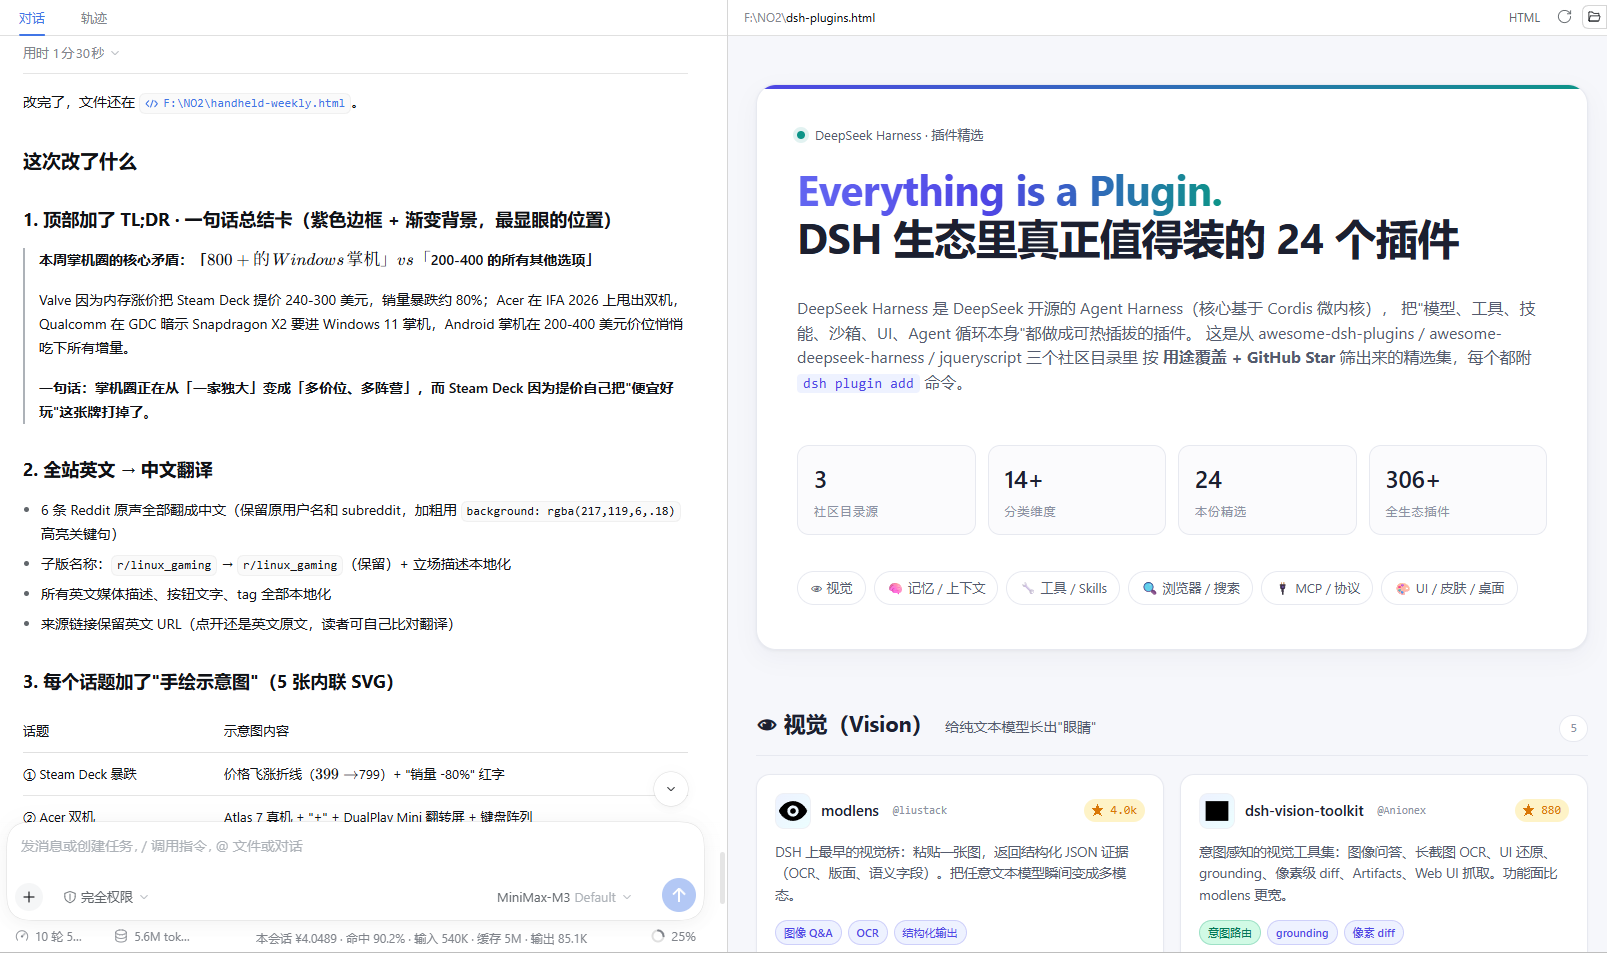 对话 轨迹
用时 1分30秒
改完了，文件还在 </> F:\NO2\handheld-weekly.html 。
这次改了什么
1. 顶部加了 TL;DR · 一句话总结卡（紫色边框 + 渐变背景，最显眼的位置）
本周掌机圈的核心矛盾：「800+的Windows掌机」vs「200-400 的所有其他选项」
Valve 因为内存涨价把 Steam Deck 提价 240-300 美元，销量暴跌约 80%；Acer 在 IFA 2026 上甩出双机，
Qualcomm 在 GDC 暗示 Snapdragon X2 要进 Windows 11 掌机，Android 掌机在 200-400 美元价位悄悄
吃下所有增量。
一句话：掌机圈正在从「一家独大」变成「多价位、多阵营」，而 Steam Deck 因为提价自己把"便宜好
玩"这张牌打掉了。
2. 全站英文 → 中文翻译
6 条 Reddit 原声全部翻成中文（保留原用户名和 subreddit，加粗用 background: rgba(217,119,6,.18)
高亮关键句）
子版名称： r/linux_gaming → r/linux_gaming （保留）+ 立场描述本地化
所有英文媒体描述、按钮文字、tag 全部本地化
来源链接保留英文 URL（点开还是英文原文，读者可自己比对翻译）
3. 每个话题加了"手绘示意图"（5 张内联 SVG）
话题 示意图内容
① Steam Deck 暴跌 价格飞涨折线（399 →799）+ "销量 -80%" 红字
② Acer 双机 Atlas 7 真机 + "+" + DualPlay Mini 翻转屏 + 键盘阵列
发消息或创建任务, / 调用指令, @ 文件或对话
完全权限 MiniMax-M3 Default
10 轮 5... 5.6M tok... 本会话 ¥4.0489 · 命中 90.2% · 输入 540K · 缓存 5M · 输出 85.1K 25%
F:\NO2\dsh-plugins.html HTML
DeepSeek Harness · 插件精选
Everything is a Plugin.
DSH 生态里真正值得装的 24 个插件
DeepSeek Harness 是 DeepSeek 开源的 Agent Harness（核心基于 Cordis 微内核）， 把"模型、工具、技
能、沙箱、UI、Agent 循环本身"都做成可热插拔的插件。 这是从 awesome-dsh-plugins / awesome-
deepseek-harness / jqueryscript 三个社区目录里 按 用途覆盖 + GitHub Star 筛出来的精选集，每个都附
dsh plugin add 命令。
3 14+ 24 306+
社区目录源 分类维度 本份精选 全生态插件
视觉 记忆 / 上下文 工具 / Skills 浏览器 / 搜索 MCP / 协议 UI / 皮肤 / 桌面
视觉（Vision） 给纯文本模型长出"眼睛" 5
modlens @liustack 4.0k
DSH 上最早的视觉桥：粘贴一张图，返回结构化 JSON 证据
（OCR、版面、语义字段）。把任意文本模型瞬间变成多模
态。
图像 Q&A OCR 结构化输出
dsh-vision-toolkit @Anionex 880
意图感知的视觉工具集：图像问答、长截图 OCR、UI 还原、
grounding、像素级 diff、Artifacts、Web UI 抓取。功能面比
modlens 更宽。
意图路由 grounding 像素 diff